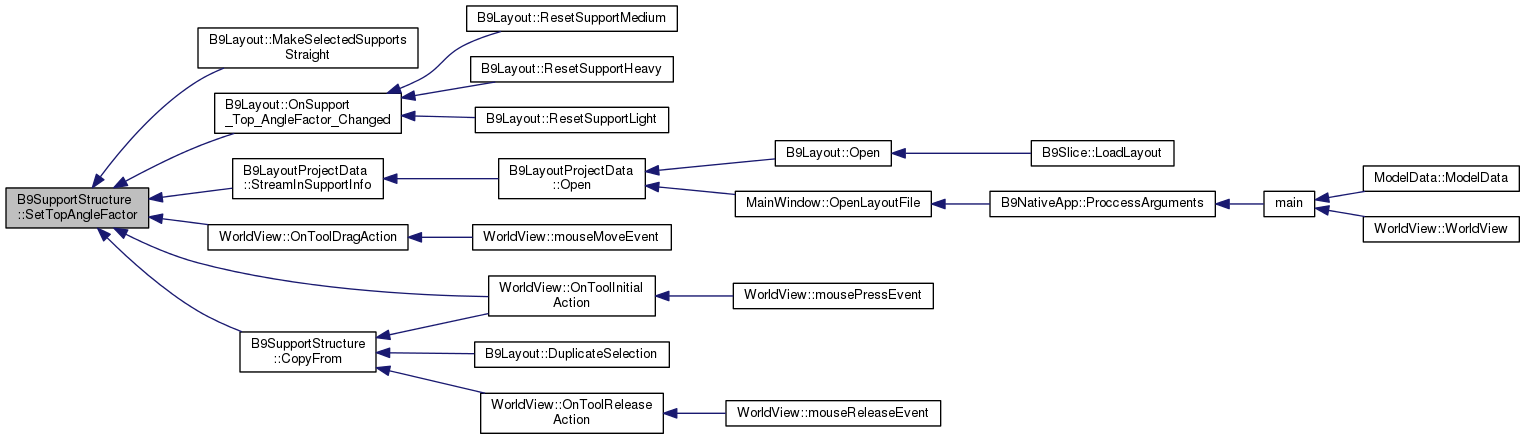 B9Layout::ResetSupportMedium
B9Layout::MakeSelectedSupports
Straight
B9Layout::ResetSupportHeavy
B9Layout::OnSupport
_Top_AngleFactor_Changed
B9Layout::ResetSupportLight
B9Layout::Open
B9Slice::LoadLayout
B9LayoutProjectData
::StreamInSupportInfo
B9LayoutProjectData
::Open
ModelData::ModelData
B9SupportStructure
::SetTopAngleFactor
MainWindow::OpenLayoutFile
B9NativeApp::ProccessArguments
main
WorldView::WorldView
WorldView::OnToolDragAction
WorldView::mouseMoveEvent
WorldView::OnToolInitial
Action
WorldView::mousePressEvent
B9SupportStructure
::CopyFrom
B9Layout::DuplicateSelection
WorldView::OnToolRelease
Action
WorldView::mouseReleaseEvent